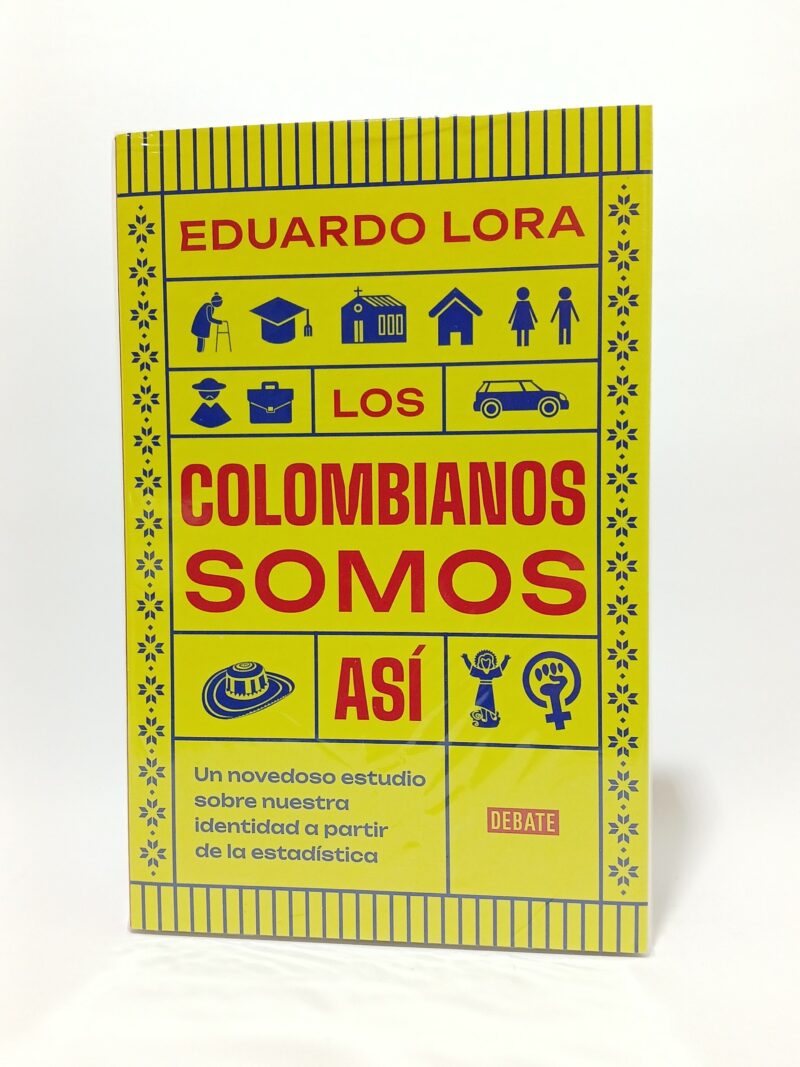 EDUARDO LORA
LOS
COLOMBIANOS
SOMOS
ASÍ
Un novedoso estudio
sobre nuestra
identidad a partir
de la estadística
DEBATE